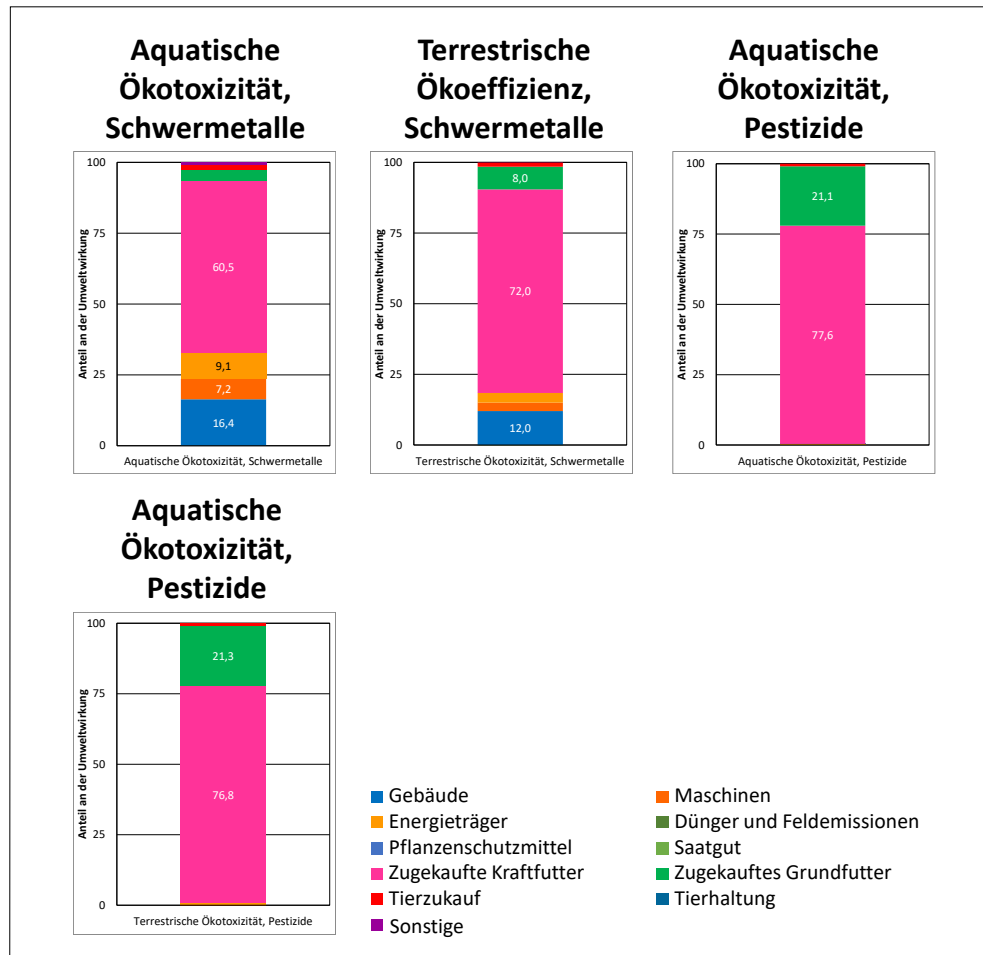 Aquatische
Ökotoxizität,
Schwermetalle
Anteil an der Umweltwirkung
100
75
50
25
0
60,5
9,1
7,2
16,4
Aquatische Ökotoxizität, Schwermetalle
Terrestrische
Ökoeffizienz,
Schwermetalle
Anteil an der Umweltwirkung
100
75
50
25
0
8,0
72,0
12,0
Terrestrische Ökotoxizität, Schwermetalle
Aquatische
Ökotoxizität,
Pestizide
Anteil an der Umweltwirkung
100
75
50
25
0
21,1
77,6
Aquatische Ökotoxizität, Pestizide
Aquatische
Ökotoxizität,
Pestizide
Anteil an der Umweltwirkung
100
75
50
25
0
21,3
76,8
Terrestrische Ökotoxizität, Pestizide
Gebäude
Maschinen
Energieträger
Dünger und Feldemissionen
Pflanzenschutzmittel
Saatgut
Zugekaufte Kraftfutter
Zugekauftes Grundfutter
Tierzukauf
Tierhaltung
Sonstige